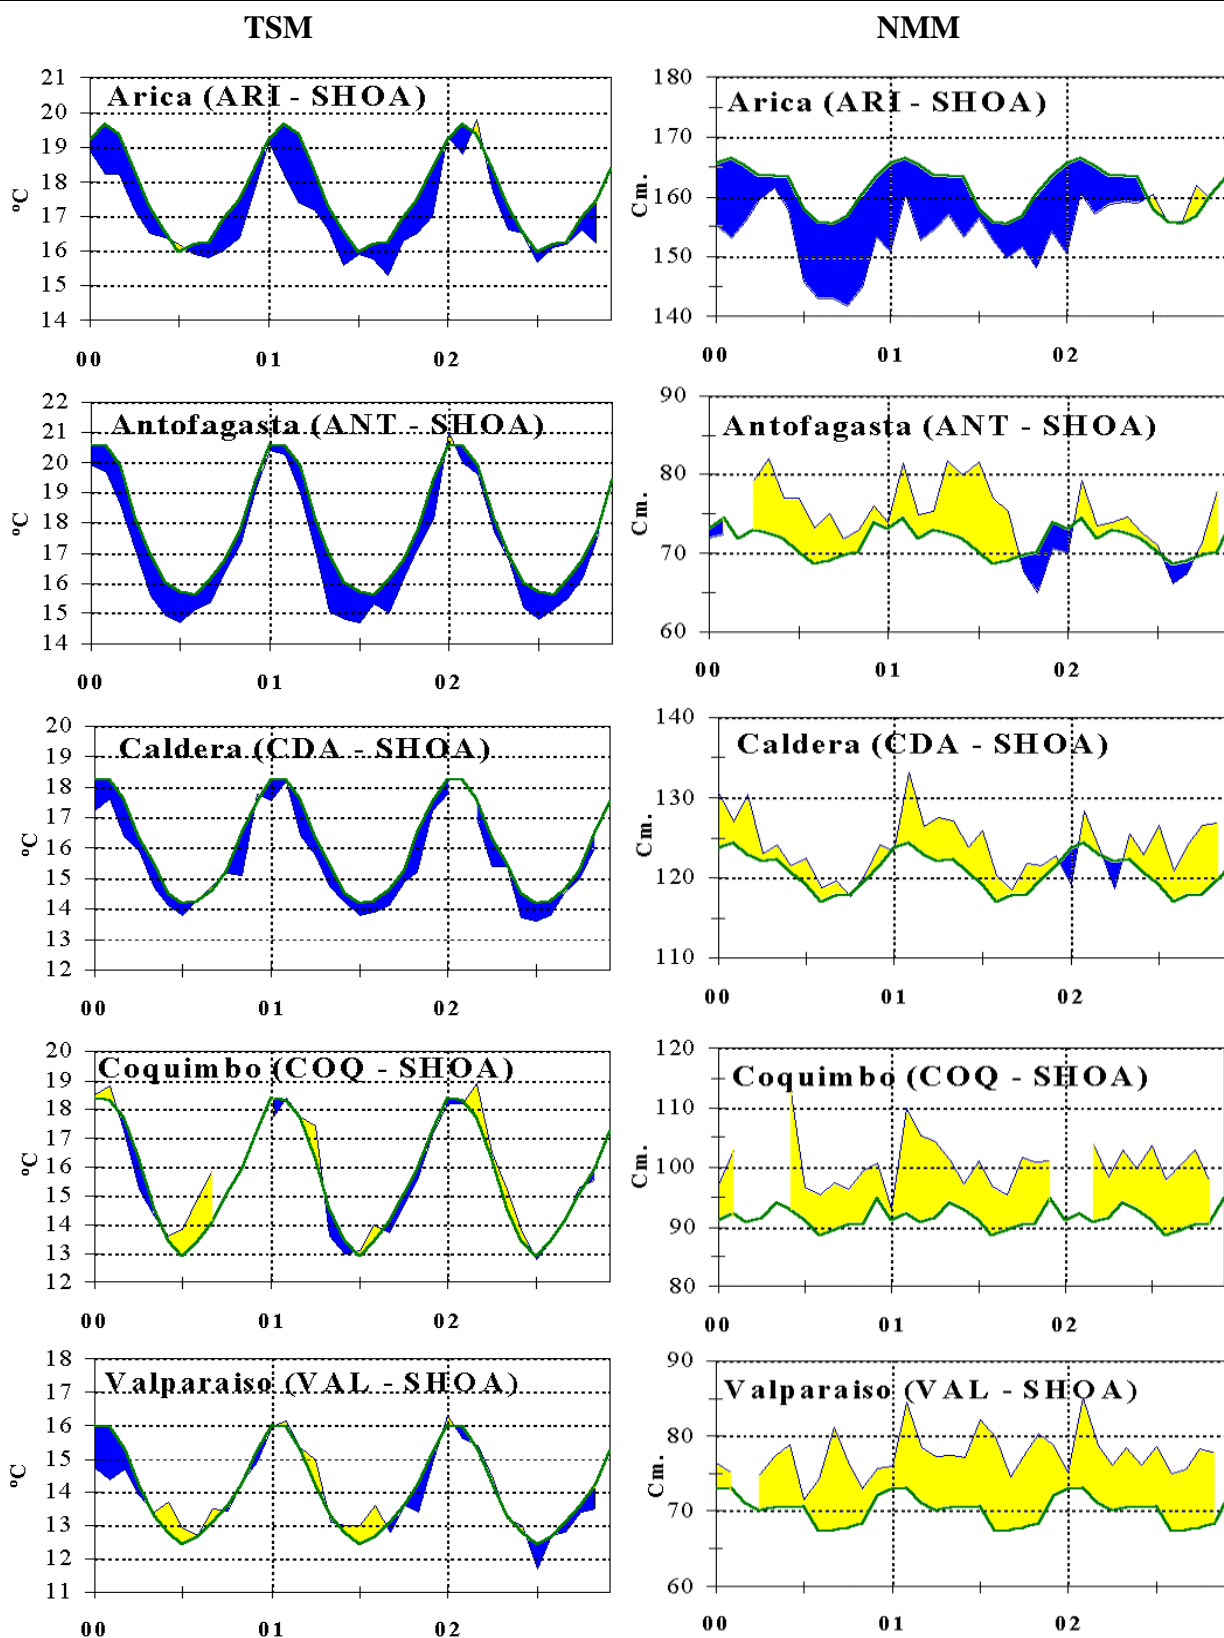 TSM
NMM
Arica (ARI - SHOA)
21
20
19
18
17
16
15
14
ºC
00 01 02
Arica (ARI - SHOA)
180
170
160
150
140
Cm.
00 01 02
Antofagasta (ANT - SHOA)
22
21
20
19
18
17
16
15
14
ºC
00 01 02
Antofagasta (ANT - SHOA)
90
80
70
60
Cm.
00 01 02
Caldera (CDA - SHOA)
20
19
18
17
16
15
14
13
12
ºC
00 01 02
Caldera (CDA - SHOA)
140
130
120
110
Cm.
00 01 02
Coquimbo (COQ - SHOA)
20
19
18
17
16
15
14
13
12
ºC
00 01 02
Coquimbo (COQ - SHOA)
120
110
100
90
80
Cm.
00 01 02
Valparaiso (VAL - SHOA)
18
17
16
15
14
13
12
11
ºC
00 01 02
Valparaiso (VAL - SHOA)
90
80
70
60
Cm.
00 01 02